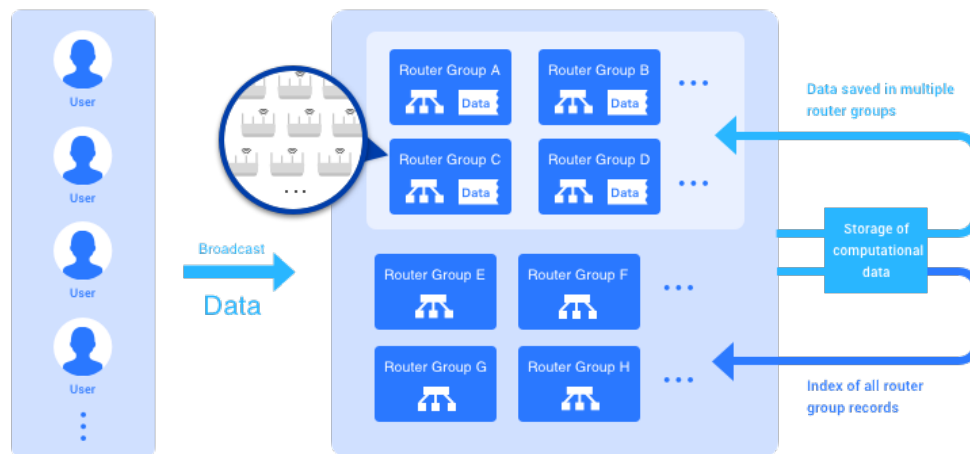 User
User
User
User
Broadcast
Data
Router Group A
Data
Router Group B
Data
Router Group C
Data
Router Group D
Data
Router Group E
Router Group F
Router Group G
Router Group H
Data saved in multiple
router groups
Storage of
computational
data
Index of all router
group records